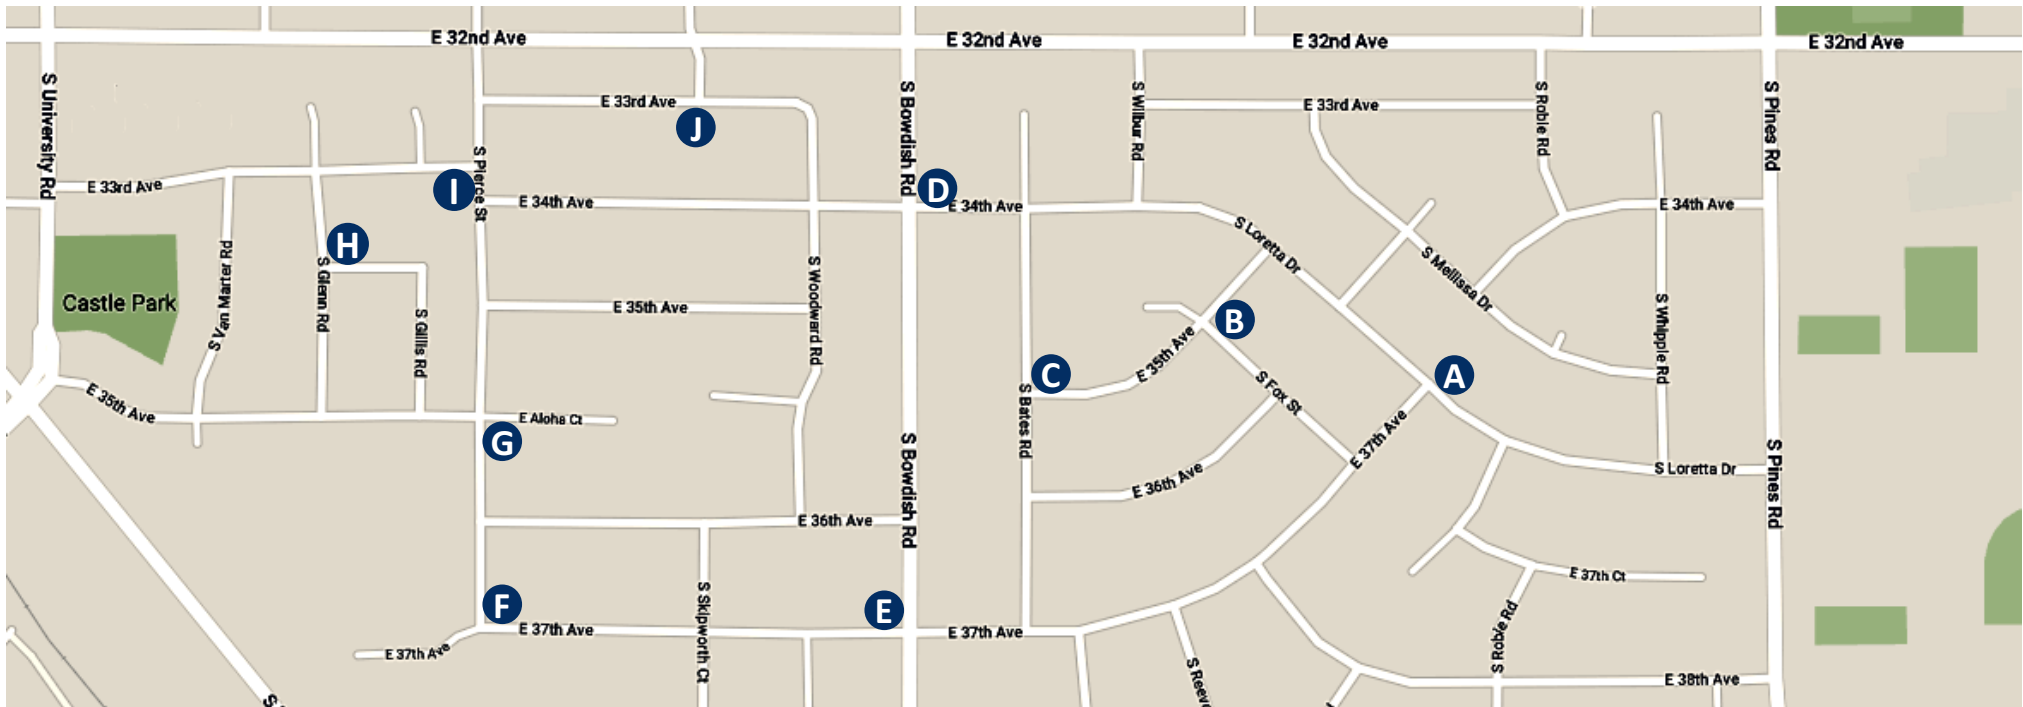 E 32nd Ave
E 32nd Ave
E 32nd Ave
E 32nd Ave
S University Rd
S Bowdish Rd
S Wilbur Rd
S Robie Rd
S Pines Rd
E 33rd Ave
E 33rd Ave
J
S Pierce St
E 33rd Ave
I
E 34th Ave
D
E 34th Ave
E 34th Ave
S Loretta Dr
H
S Van Marter Rd
S Glenn Rd
S Gillis Rd
S Woodward Rd
S Mellissa Dr
Castle Park
E 35th Ave
B
S Whipple Rd
E 35th Ave
C
A
S Fox St
E 35th Ave
E Aloha Ct
S Bates Rd
G
E 37th Ave
S Bowdish Rd
S Loretta Dr
S Pines Rd
E 36th Ave
E 36th Ave
E 37th Ct
F
E
S Skipworth Ct
E 37th Ave
E 37th Ave
S Robie Rd
E 37th Ave
E 38th Ave